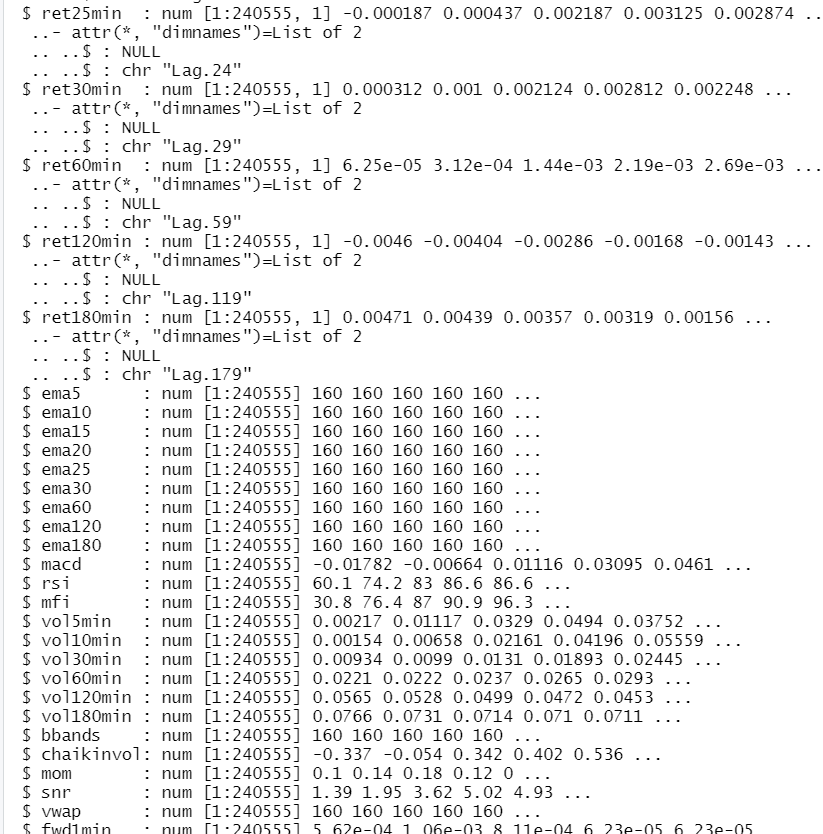 $ ret25min  : num [1:240555, 1] -0.000187 0.000437 0.002187 0.003125 0.002874 ..
..- attr(*, "dimnames")=List of 2
.. ..$ : NULL
.. ..$ : chr "Lag.24"
$ ret30min  : num [1:240555, 1] 0.000312 0.001 0.002124 0.002812 0.002248 ...
..- attr(*, "dimnames")=List of 2
.. ..$ : NULL
.. ..$ : chr "Lag.29"
$ ret60min  : num [1:240555, 1] 6.25e-05 3.12e-04 1.44e-03 2.19e-03 2.69e-03 ...
..- attr(*, "dimnames")=List of 2
.. ..$ : NULL
.. ..$ : chr "Lag.59"
$ ret120min : num [1:240555, 1] -0.0046 -0.00404 -0.00286 -0.00168 -0.00143 ...
..- attr(*, "dimnames")=List of 2
.. ..$ : NULL
.. ..$ : chr "Lag.119"
$ ret180min : num [1:240555, 1] 0.00471 0.00439 0.00357 0.00319 0.00156 ...
..- attr(*, "dimnames")=List of 2
.. ..$ : NULL
.. ..$ : chr "Lag.179"
$ ema5      : num [1:240555] 160 160 160 160 160 ...
$ ema10     : num [1:240555] 160 160 160 160 160 ...
$ ema15     : num [1:240555] 160 160 160 160 160 ...
$ ema20     : num [1:240555] 160 160 160 160 160 ...
$ ema25     : num [1:240555] 160 160 160 160 160 ...
$ ema30     : num [1:240555] 160 160 160 160 160 ...
$ ema60     : num [1:240555] 160 160 160 160 160 ...
$ ema120    : num [1:240555] 160 160 160 160 160 ...
$ ema180    : num [1:240555] 160 160 160 160 160 ...
$ macd      : num [1:240555] -0.01782 -0.00664 0.01116 0.03095 0.0461 ...
$ rsi       : num [1:240555] 60.1 74.2 83 86.6 86.6 ...
$ mfi       : num [1:240555] 30.8 76.4 87 90.9 96.3 ...
$ vol5min   : num [1:240555] 0.00217 0.01117 0.0329 0.0494 0.03752 ...
$ vol10min  : num [1:240555] 0.00154 0.00658 0.02161 0.04196 0.05559 ...
$ vol30min  : num [1:240555] 0.00934 0.0099 0.0131 0.01893 0.02445 ...
$ vol60min  : num [1:240555] 0.0221 0.0222 0.0237 0.0265 0.0293 ...
$ vol120min : num [1:240555] 0.0565 0.0528 0.0499 0.0472 0.0453 ...
$ vol180min : num [1:240555] 0.0766 0.0731 0.0714 0.071 0.0711 ...
$ bbands    : num [1:240555] 160 160 160 160 160 ...
$ chaikinvol: num [1:240555] -0.337 -0.054 0.342 0.402 0.536 ...
$ mom       : num [1:240555] 0.1 0.14 0.18 0.12 0 ...
$ snr       : num [1:240555] 1.39 1.95 3.62 5.02 4.93 ...
$ vwap      : num [1:240555] 160 160 160 160 160 ...
$ fwd1min   : num [1:240555] 5.62e-04 1.06e-03 8.11e-04 6.23e-05 6.23e-05